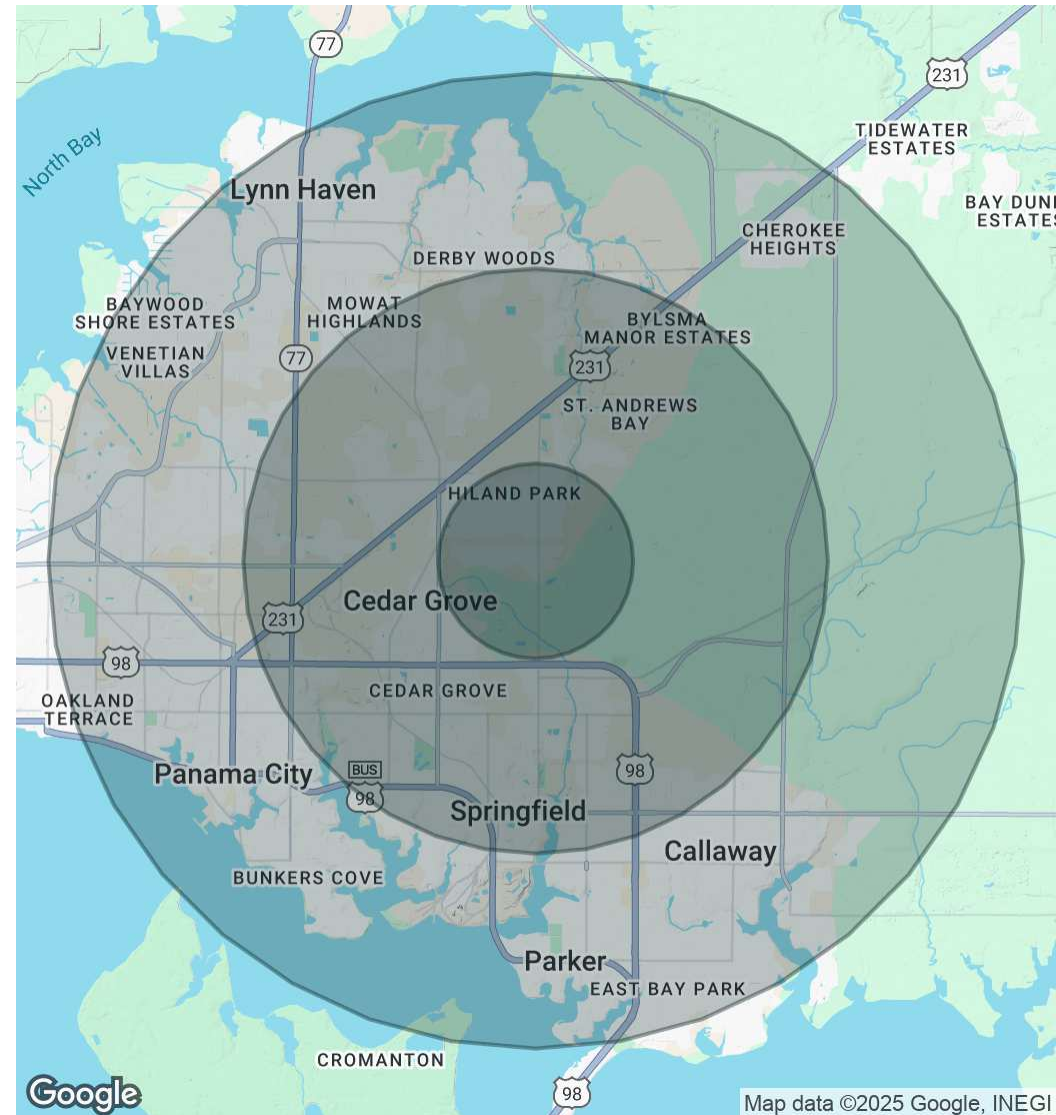 77
231
TIDEWATER
ESTATES
North Bay
Lynn Haven
BAY DUN
ESTATES
CHEROKEE
HEIGHTS
DERBY WOODS
BAYWOOD
SHORE ESTATES
MOWAT
HIGHLANDS
BYLSMA
MANOR ESTATES
VENETIAN
VILLAS
77
231
ST. ANDREWS
BAY
HILAND PARK
Cedar Grove
231
98
CEDAR GROVE
OAKLAND
TERRACE
Panama City
BUS
98
98
Springfield
Callaway
BUNKERS COVE
Parker
EAST BAY PARK
CROMANTON
98
Google
Map data ©2025 Google, INEGI